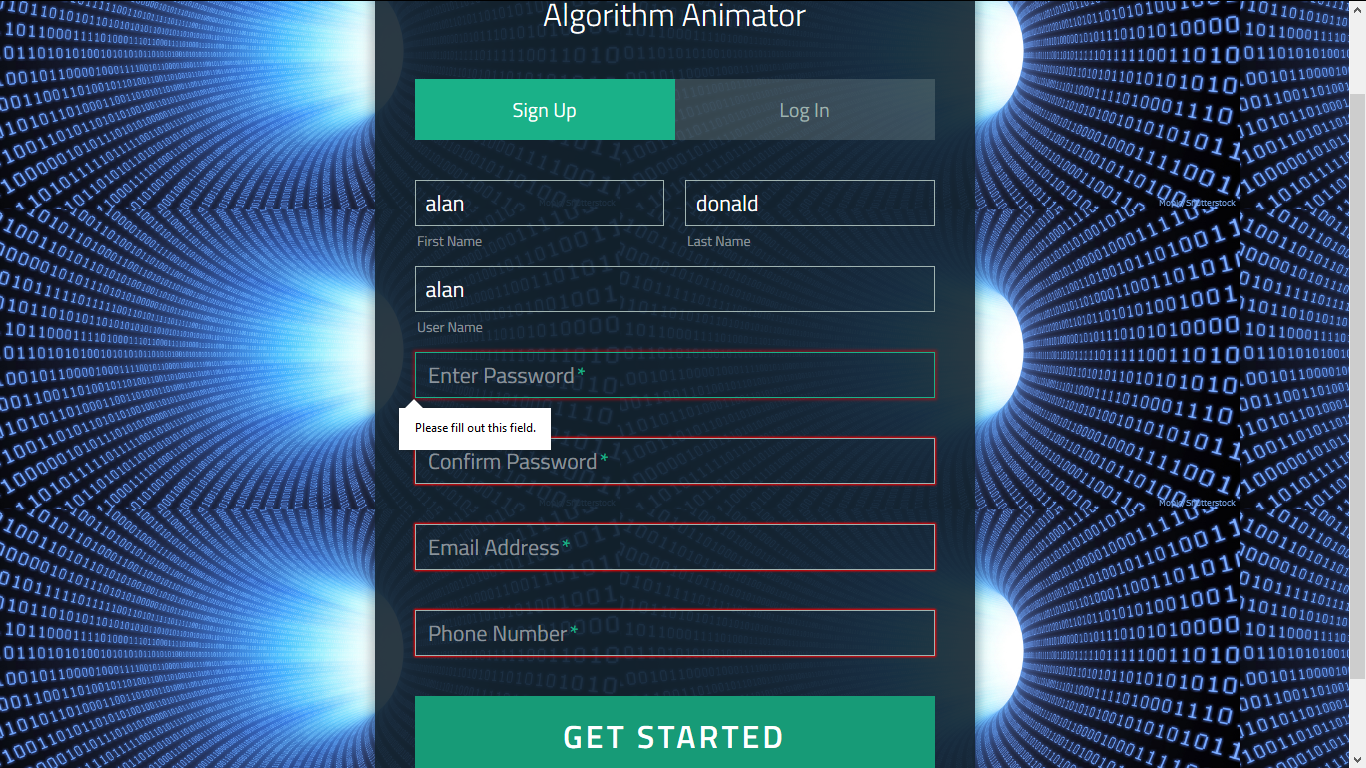 Algorithm Animator
Sign Up
Log In
alan
donald
First Name
Last Name
alan
User Name
Enter Password*
Please fill out this field.
Confirm Password*
Email Address*
Phone Number*
GET STARTED